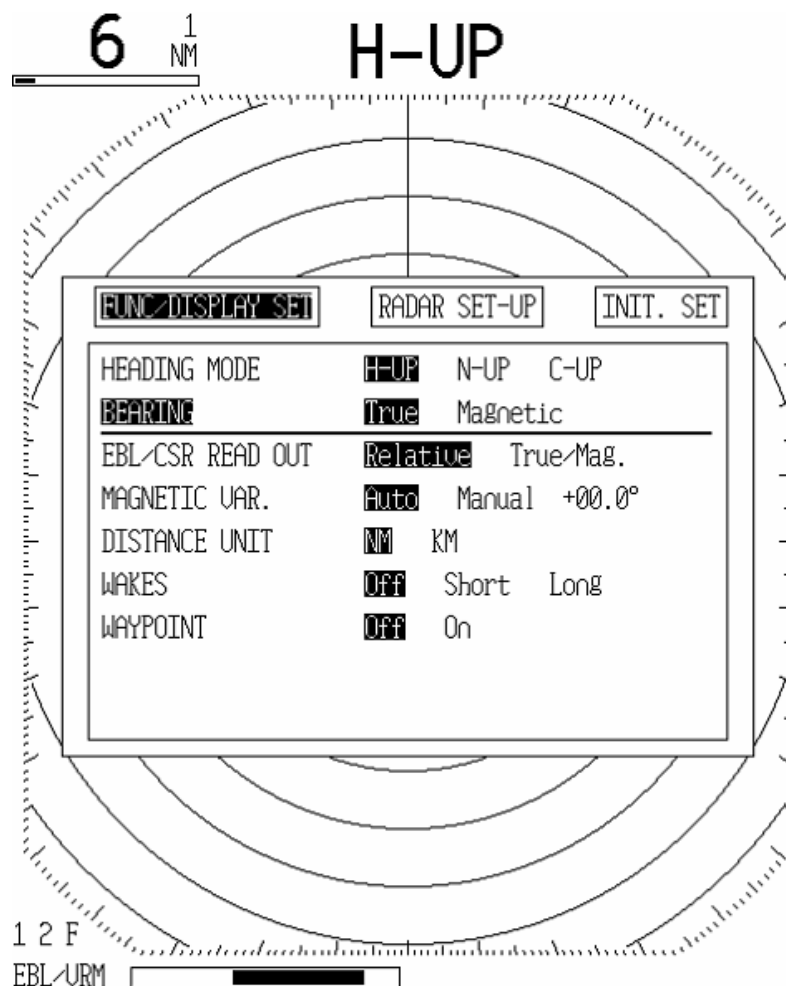 6 1 NM H-UP
FUNC/DISPLAY SET RADAR SET-UP INIT. SET
HEADING MODE H-UP N-UP C-UP
BEARING True Magnetic
EBL/CSR READ OUT Relative True/Mag.
MAGNETIC VAR. Auto Manual +00.0°
DISTANCE UNIT NM KM
WAKES Off Short Long
WAYPOINT Off On
1 2 F
EBL/VRM